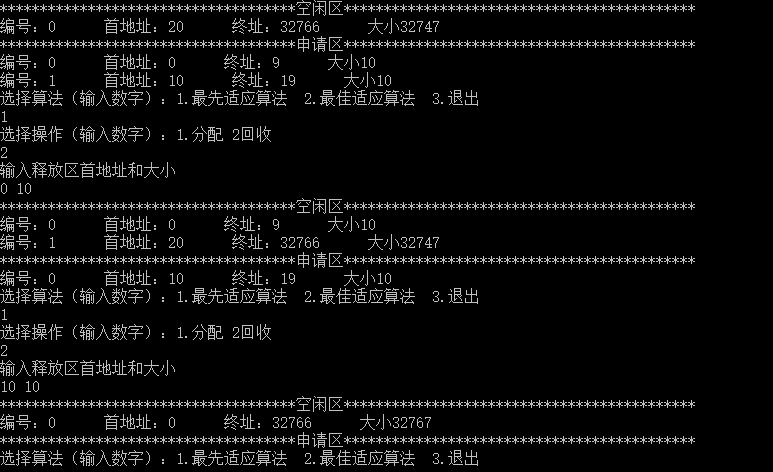 *************************************空闲区********************************************
编号: 0      首地址: 20     终址: 32766      大小32747
*************************************申请区********************************************
编号: 0      首地址: 0      终址: 9      大小10
编号: 1      首地址: 10     终址: 19      大小10
选择算法（输入数字）: 1.最先适应算法  2.最佳适应算法  3.退出
1
选择操作（输入数字）: 1.分配 2回收
2
输入释放区首地址和大小
0 10
*************************************空闲区********************************************
编号: 0      首地址: 0      终址: 9      大小10
编号: 1      首地址: 20     终址: 32766      大小32747
*************************************申请区********************************************
编号: 0      首地址: 10     终址: 19      大小10
选择算法（输入数字）: 1.最先适应算法  2.最佳适应算法  3.退出
1
选择操作（输入数字）: 1.分配 2回收
2
输入释放区首地址和大小
10 10
*************************************空闲区********************************************
编号: 0      首地址: 0      终址: 32766      大小32767
*************************************申请区********************************************
选择算法（输入数字）: 1.最先适应算法  2.最佳适应算法  3.退出